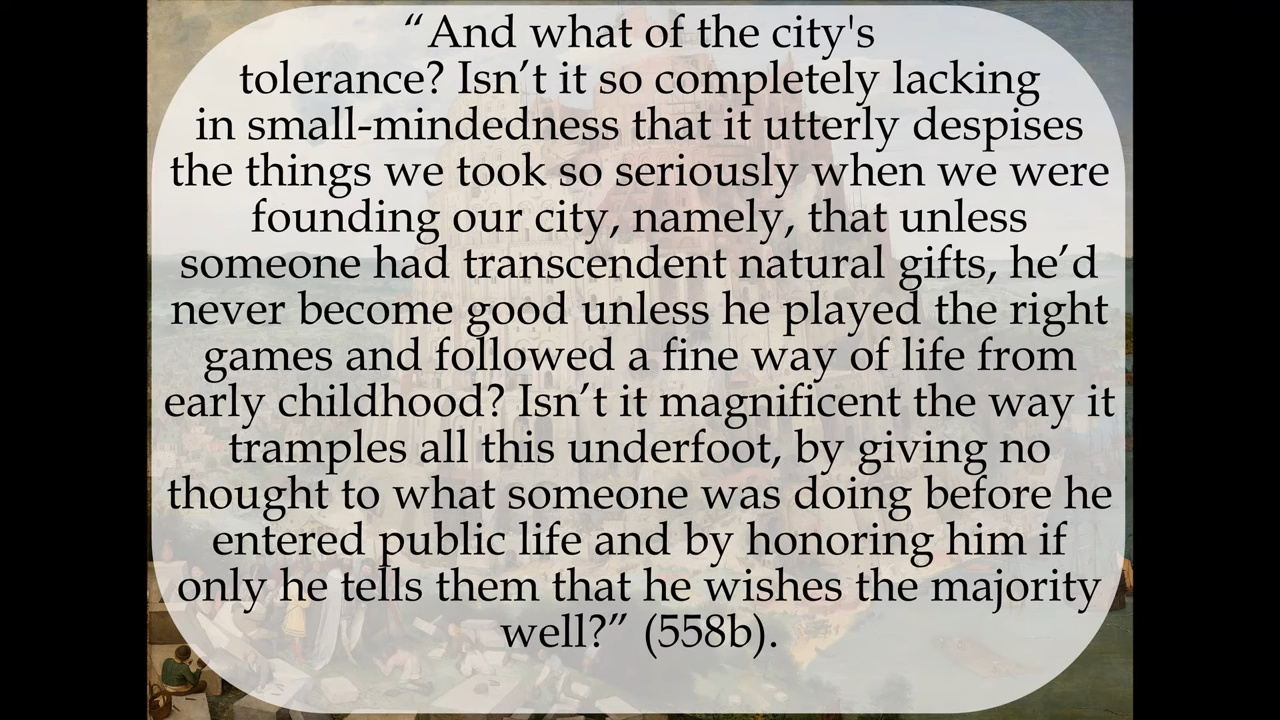 “And what of the city's
tolerance? Isn’t it so completely lacking
in small-mindedness that it utterly despises
the things we took so seriously when we were
founding our city, namely, that unless
someone had transcendent natural gifts, he’d
never become good unless he played the right
games and followed a fine way of life from
early childhood? Isn’t it magnificent the way it
tramples all this underfoot, by giving no
thought to what someone was doing before he
entered public life and by honoring him if
only he tells them that he wishes the majority
well?” (558b).